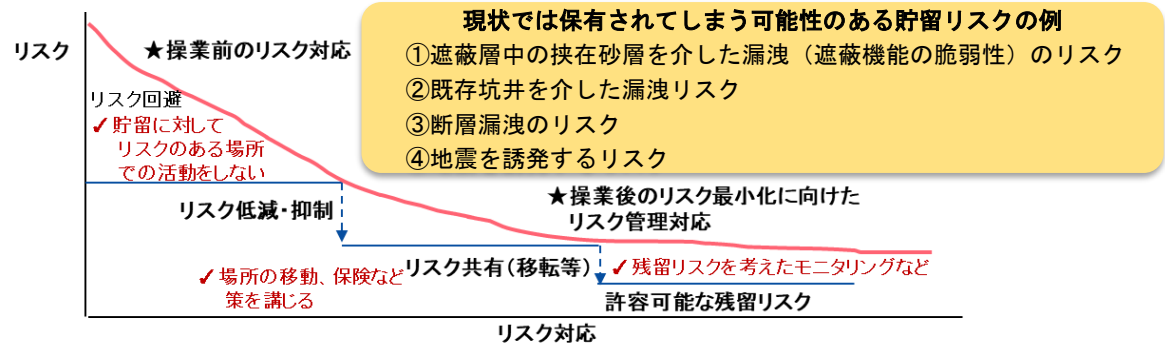 現状では保有されてしまう可能性のある貯留リスクの例
①遮蔽層中の挟在砂層を介した漏洩（遮蔽機能の脆弱性）のリスク
②既存坑井を介した漏洩リスク
③断層漏洩のリスク
④地震を誘発するリスク
リスク
★操業前のリスク対応
リスク回避
✓貯留に対して
リスクのある場所
での活動をしない
リスク低減・抑制
★操業後のリスク最小化に向けた
リスク管理対応
✓場所の移動、保険など
策を講じる
リスク共有（移転等）
✓残留リスクを考えたモニタリングなど
許容可能な残留リスク
リスク対応